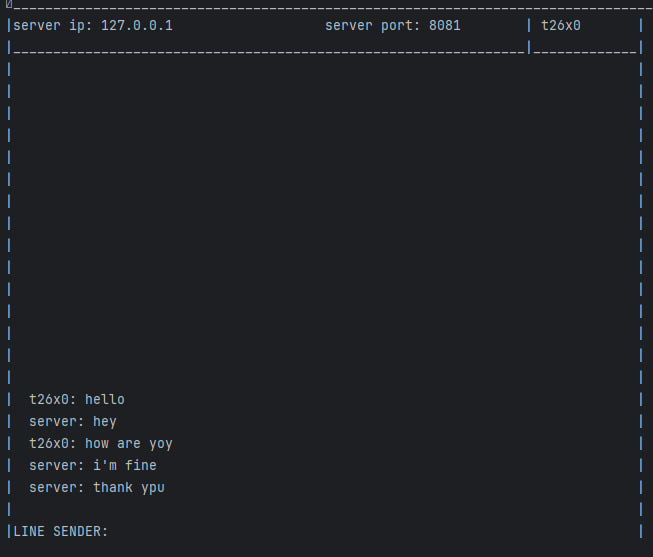 server ip: 127.0.0.1 server port: 8081 | t26x0
t26x0: hello
server: hey
t26x0: how are yoy
server: i'm fine
server: thank ypu
LINE SENDER: